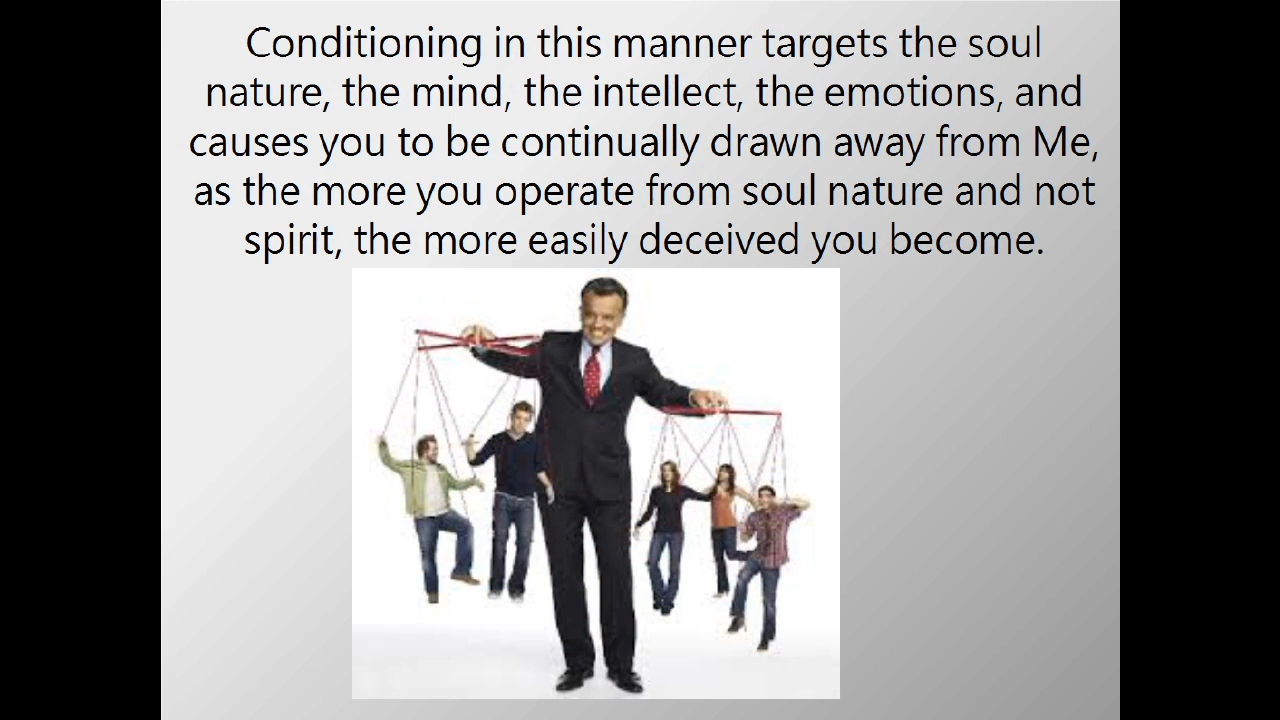 Conditioning in this manner targets the soul
nature, the mind, the intellect, the emotions, and
causes you to be continually drawn away from Me,
as the more you operate from soul nature and not
spirit, the more easily deceived you become.